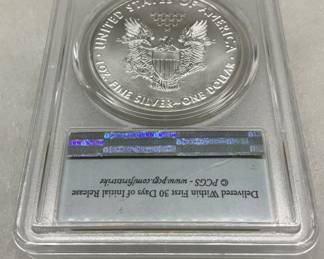 UNITED STATES OF AMERICA
1 OZ. FINE SILVER~ONE DOLLAR
Delivered Within First 30 Days of Initial Release
© PCGS - www.pcgs.com/firststrike